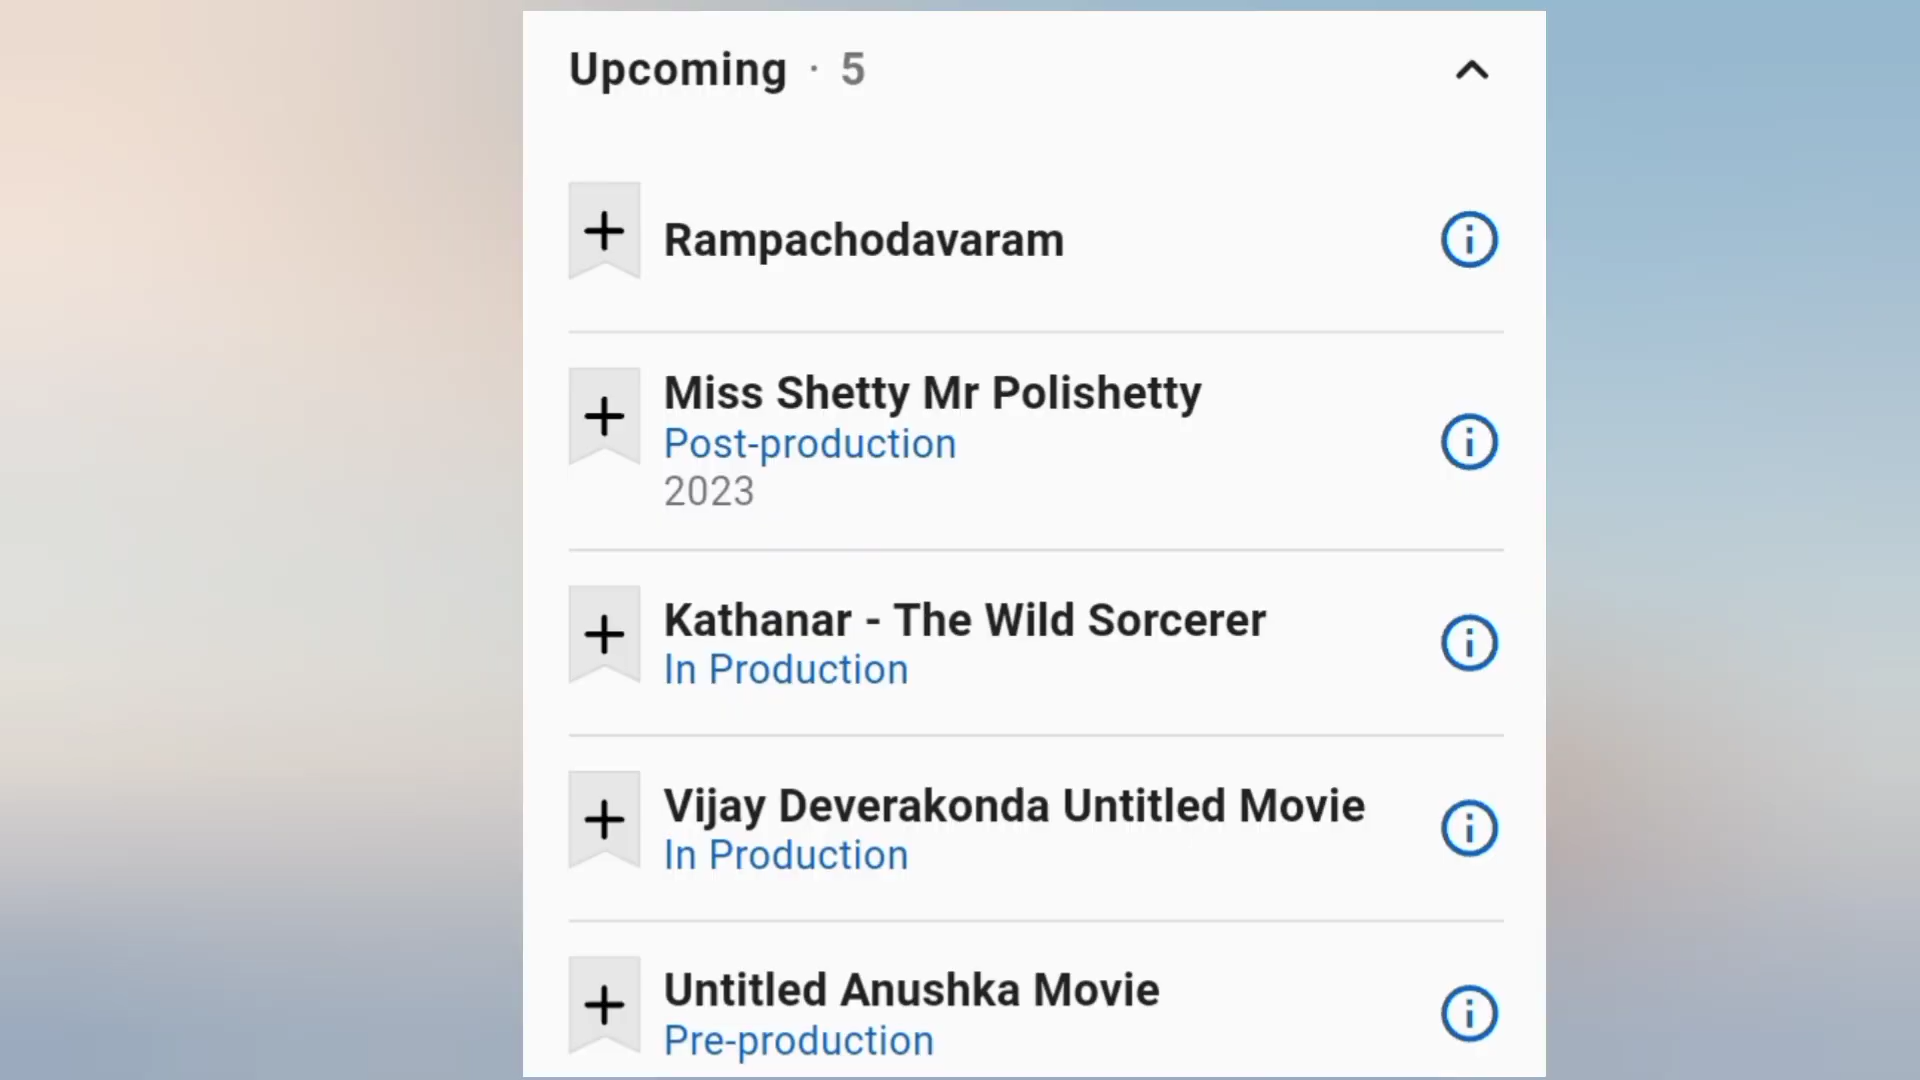 Upcoming · 5
Rampachodavaram
Miss Shetty Mr Polishetty
Post-production
2023
Kathanar - The Wild Sorcerer
In Production
Vijay Deverakonda Untitled Movie
In Production
Untitled Anushka Movie
Pre-production